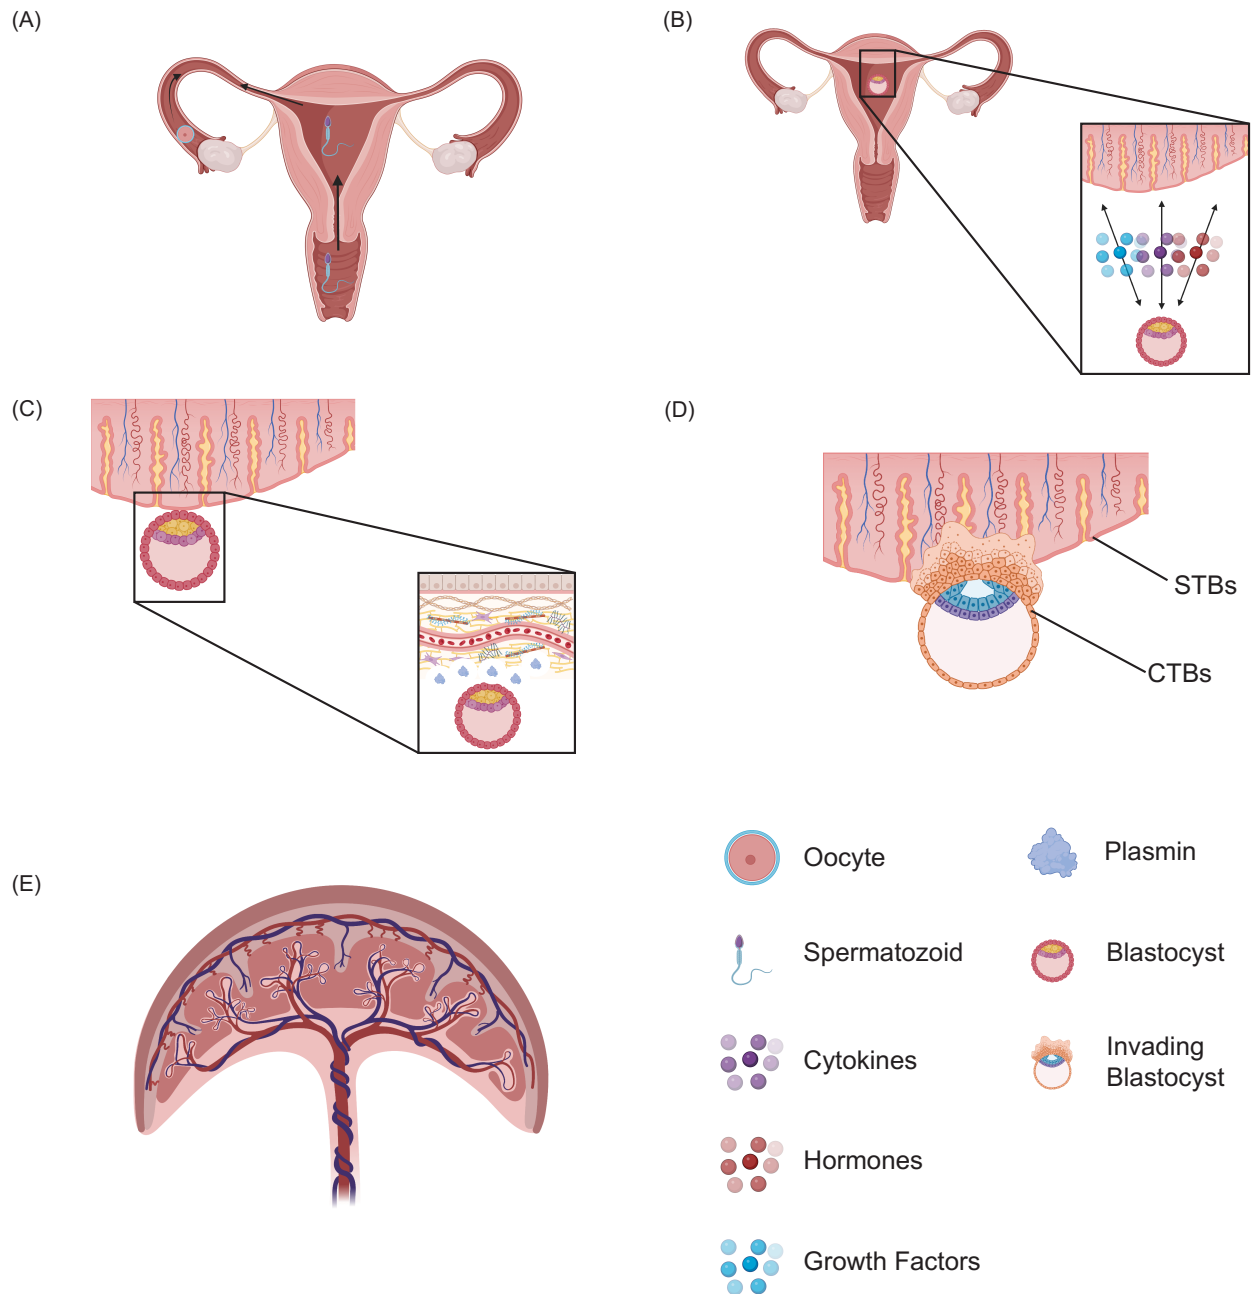 (A)
(B)
(C)
(D)
STBs
CTBs
(E)
Oocyte
Plasmin
Spermatozoid
Blastocyst
Cytokines
Invading
Blastocyst
Hormones
Growth Factors